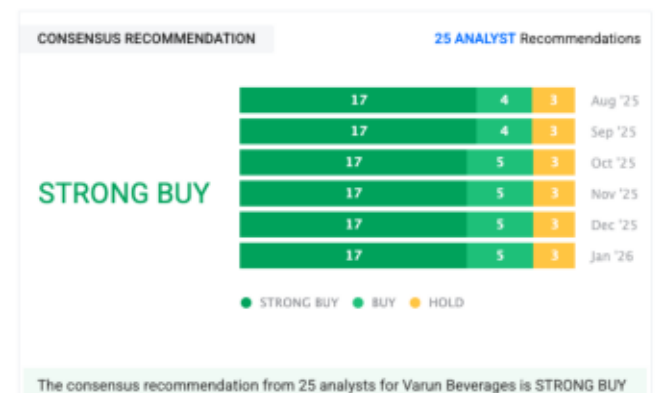 CONSENSUS RECOMMENDATION 25 ANALYST Recommendations
17 4 3 Aug '25
17 4 3 Sep '25
17 5 3 Oct '25
STRONG BUY
17 5 3 Nov '25
17 5 3 Dec '25
17 5 3 Jan '26
STRONG BUY BUY HOLD
The consensus recommendation from 25 analysts for Varun Beverages is STRONG BUY